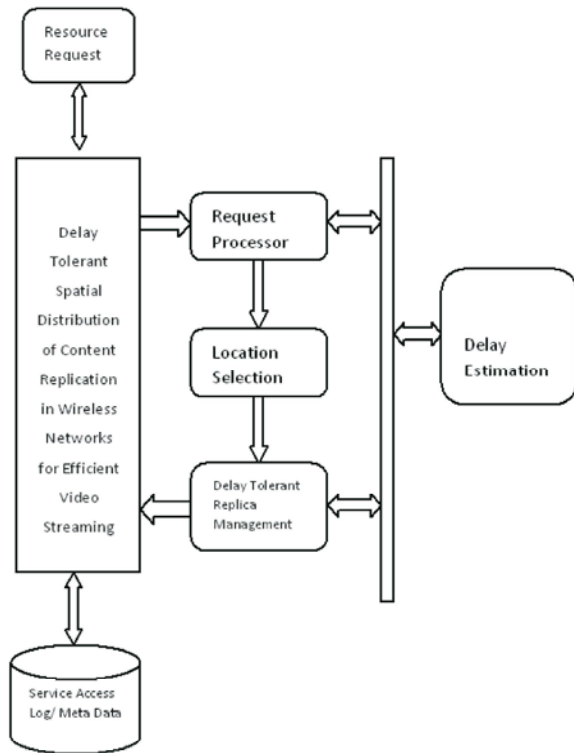 Resource
Request
Delay
Tolerant
Spatial
Distribution
of Content
Replication
in Wireless
Networks
for Efficient
Video
Streaming
Request
Processor
Location
Selection
Delay Tolerant
Replica
Management
Delay
Estimation
Service Access
Log/ Meta Data